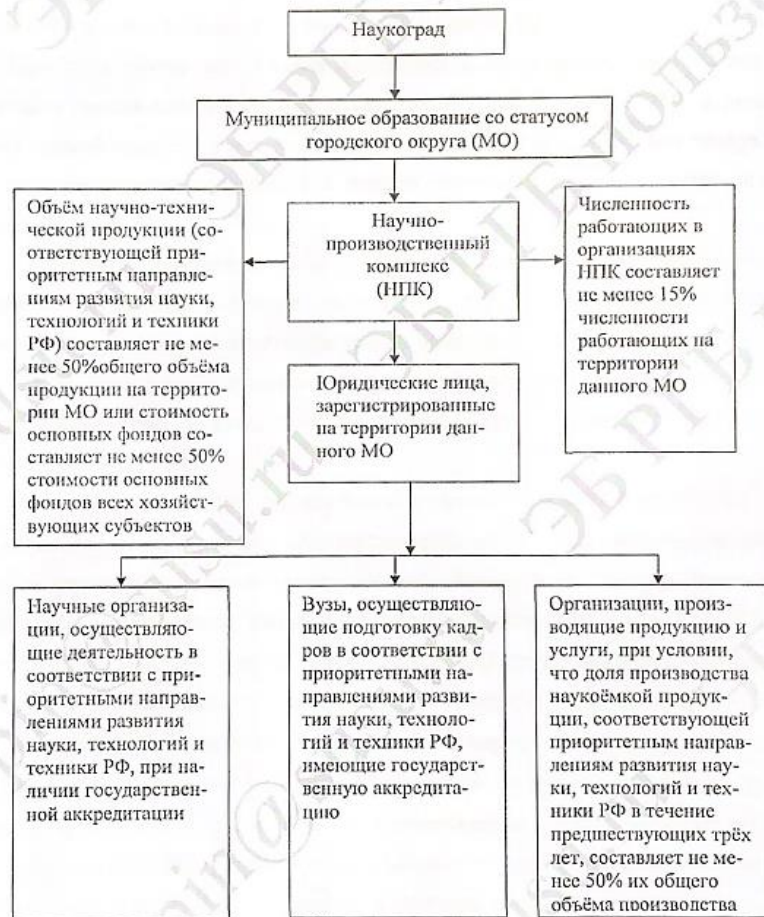 Наукоград
Муниципальное образование со статусом
городского округа (МО)
Объём научно-техни-
ческой продукции (со-
ответствующей при-
оритетным направле-
ниям развития науки,
технологий и техники
РФ) составляет не ме-
нее 50%общего объёма
продукции на террито-
рии МО или стоимость
основных фондов со-
ставляет не менее 50%
стоимости основных
фондов всех хозяйст-
вующих субъектов
Научно-
производственный
комплекс
(НПК)
Численность
работающих в
организациях
НПК составляет
не менее 15%
численности
работающих на
территории
данного МО
Юридические лица,
зарегистрированные
на территории дан-
ного МО
Научные организа-
ции, осуществляю-
щие деятельность в
соответствии с при-
оритетными направ-
лениями развития
науки, технологий и
техники РФ, при на-
личии государствен-
ной аккредитации
Вузы, осуществляю-
щие подготовку кад-
ров в соответствии с
приоритетными на-
правлениями разви-
тия науки, техноло-
гий и техники РФ,
имеющие государст-
венную аккредита-
цию
Организации, произ-
водящие продукцию и
услуги, при условии,
что доля производства
наукоёмкой продук-
ции, соответствующей
приоритетным направ-
лениям развития нау-
ки, технологий и тех-
ники РФ в течение
предшествующих трёх
лет, составляет не ме-
нее 50% их общего
объёма производства